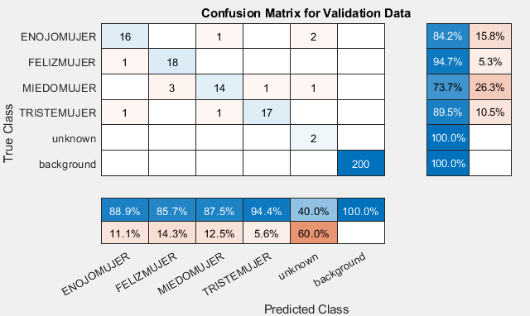 Confusion Matrix for Validation Data
ENOJOMUJER 16 1 2 84.2% 15.8%
FELIZMUJER 1 18 94.7% 5.3%
MIEDOMUJER 3 14 1 1 73.7% 26.3%
TRISTEMUJER 1 1 17 89.5% 10.5%
unknown 2 100.0%
background 200 100.0%
True Class
88.9% 85.7% 87.5% 94.4% 40.0% 100.0%
11.1% 14.3% 12.5% 5.6% 60.0%
ENOJOMUJER FELIZMUJER MIEDOMUJER TRISTEMUJER unknown background
Predicted Class